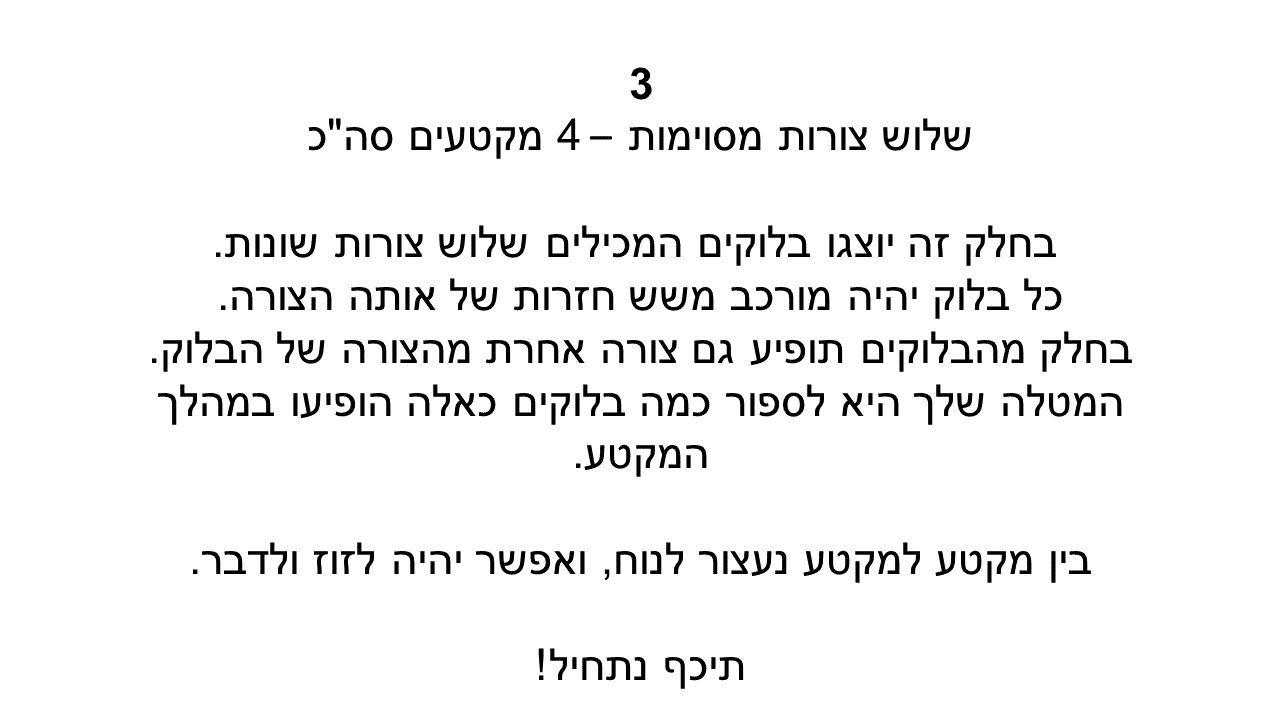 3
שלוש צורות מסוימות – 4 מקטעים סה"כ
בחלק זה יוצגו בלוקים המכילים שלוש צורות שונות.
כל בלוק יהיה מורכב משש חזרות של אותה הצורה.
בחלק מהבלוקים תופיע גם צורה אחרת מהצורה של הבלוק.
המטלה שלך היא לספור כמה בלוקים כאלה הופיעו במהלך
המקטע.
בין מקטע למקטע נעצור לנוח, ואפשר יהיה לזוז ולדבר.
תיכף נתחיל!